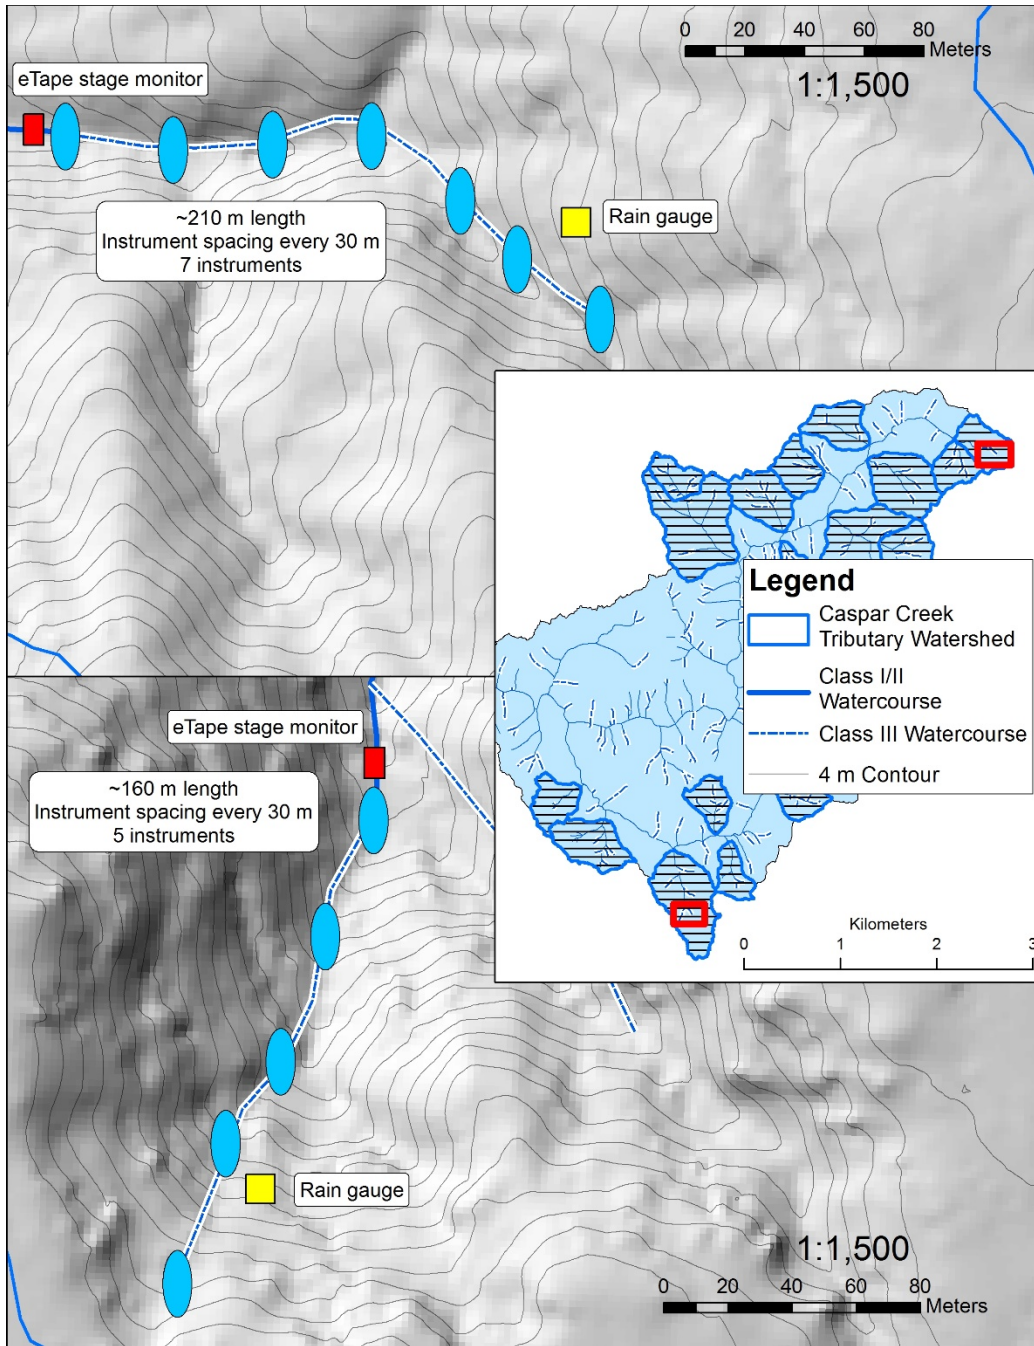 0 20 40 60 80
Meters
1:1,500
eTape stage monitor
~210 m length
Instrument spacing every 30 m
7 instruments
Rain gauge
Legend
Caspar Creek
Tributary Watershed
Class I/II
Watercourse
Class III Watercourse
4 m Contour
Kilometers
0 1 2 3
eTape stage monitor
~160 m length
Instrument spacing every 30 m
5 instruments
Rain gauge
1:1,500
0 20 40 60 80
Meters